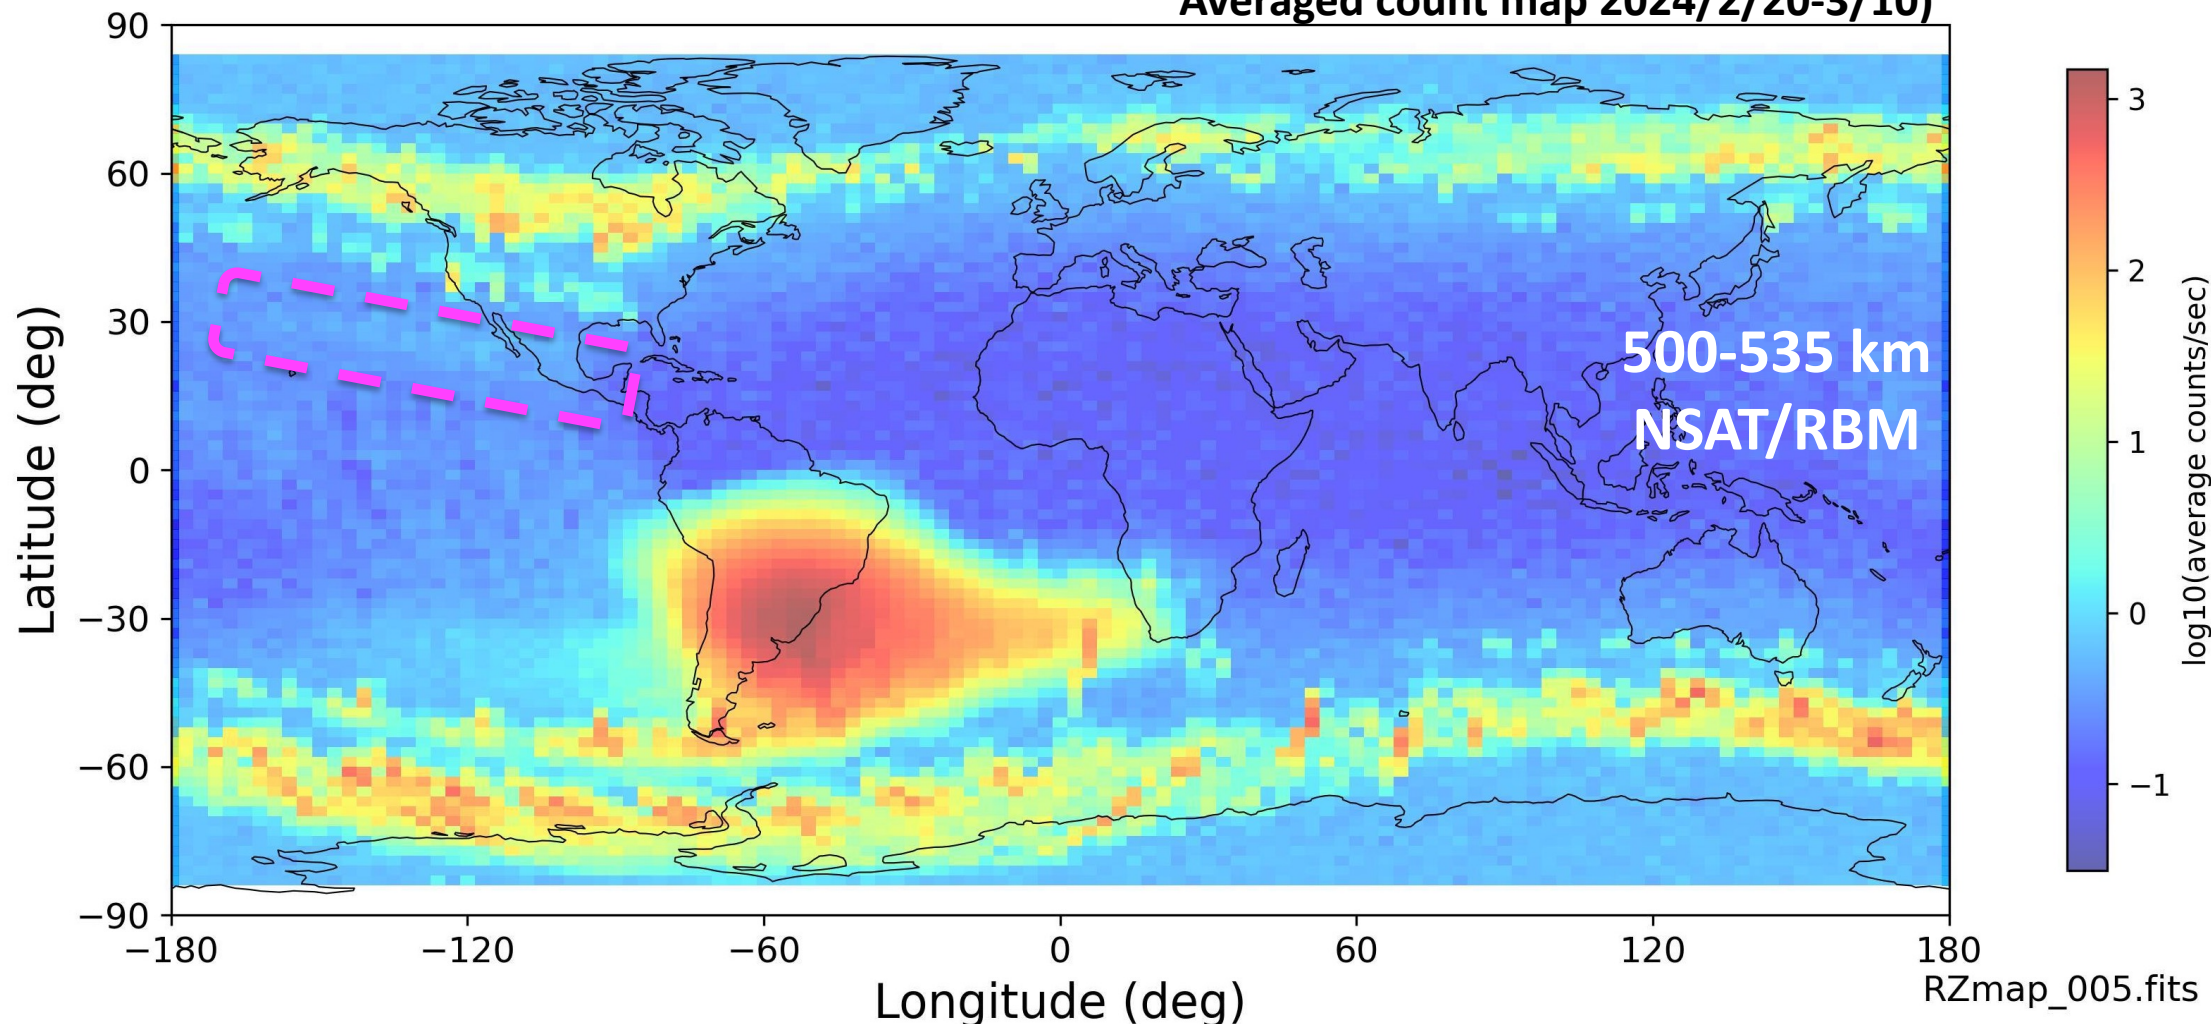 Averaged count map 2024/2/20-3/10)
90
60
30
0
−30
−60
−90
Latitude (deg)
500-535 km
NSAT/RBM
−180
−120
−60
0
60
120
180
Longitude (deg)
3
2
1
0
−1
log10(average counts/sec)
RZmap_005.fits